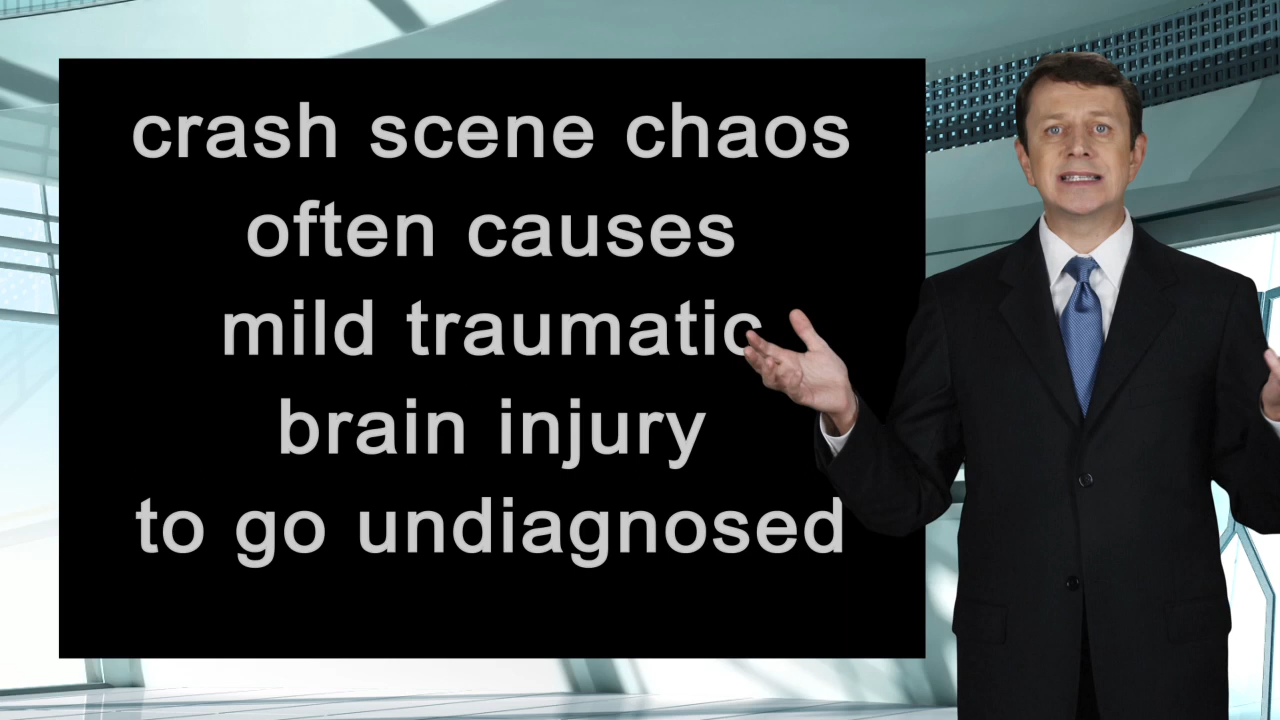 crash scene chaos
often causes
mild traumatic
brain injury
to go undiagnosed